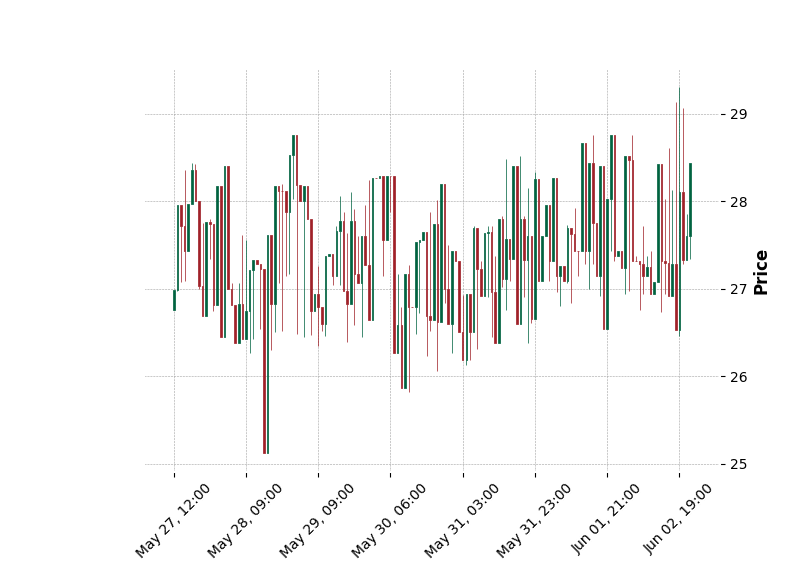 29
28
27
26
25
Price
May 27, 12:00
May 28, 09:00
May 29, 09:00
May 30, 06:00
May 31, 03:00
May 31, 23:00
Jun 01, 21:00
Jun 02, 19:00